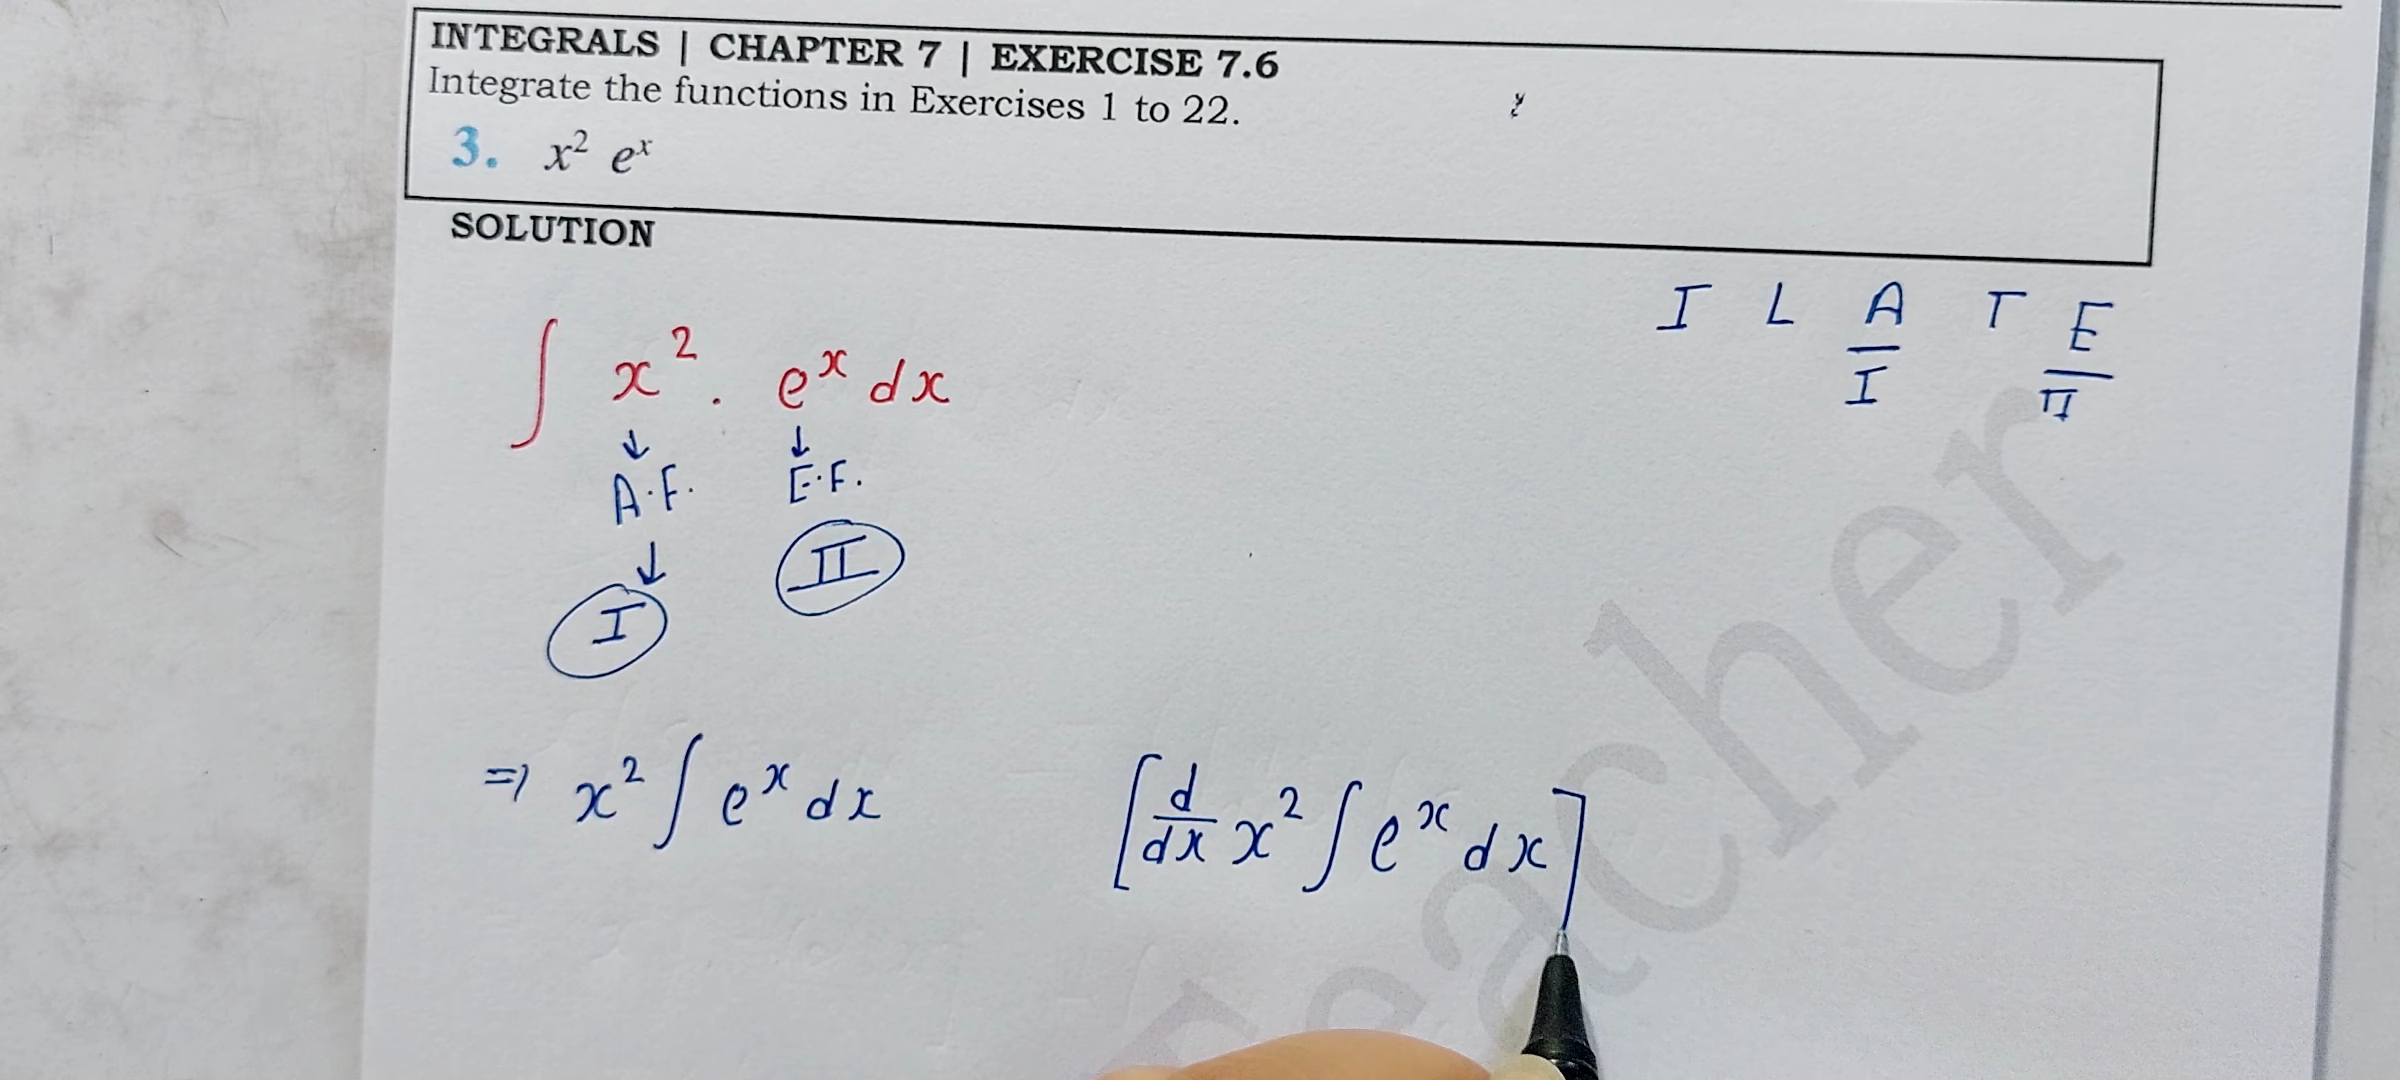 INTEGRALS | CHAPTER 7 | EXERCISE 7.6
Integrate the functions in Exercises 1 to 22.
3. x² eˣ
SOLUTION
I L A T E
I II
∫ x² . eˣ dx
↓ ↓
A.F. E.F.
↓
I II
⇒ x² ∫ eˣ dx [d/dx x² ∫ eˣ dx]
Teacher